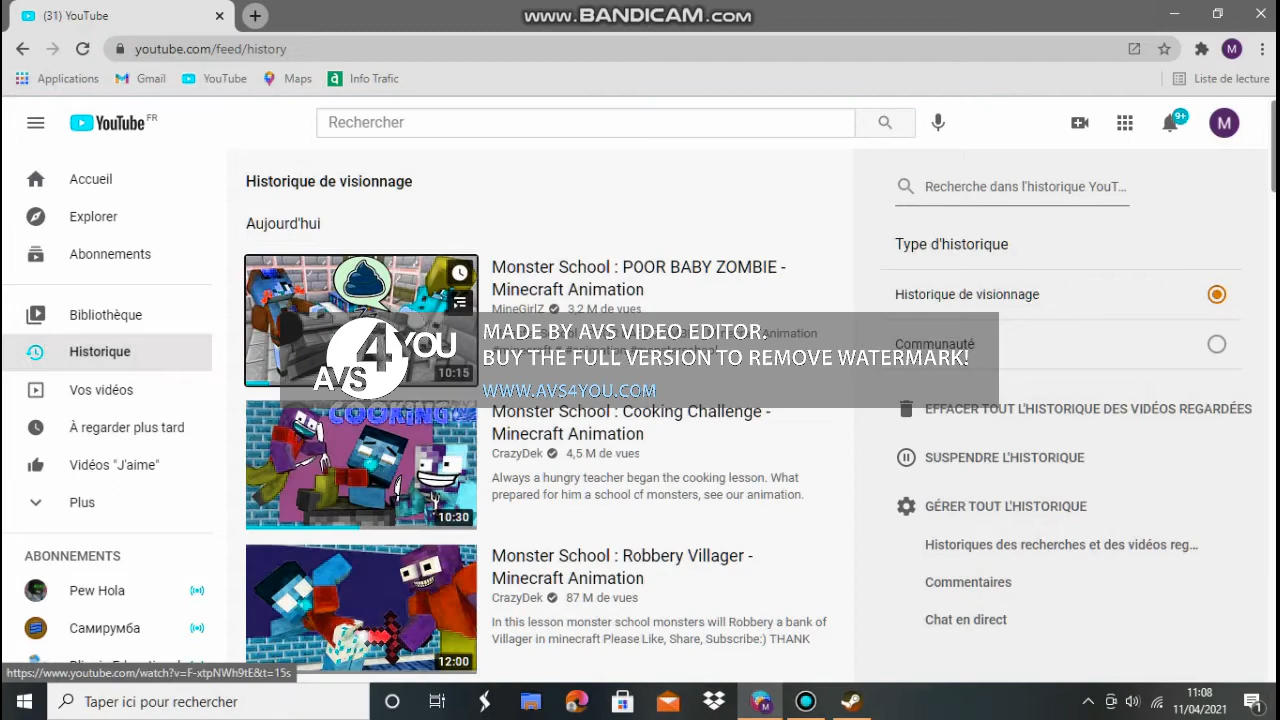 (31) YouTube
www.BANDICAM.com
youtube.com/feed/history
M
Applications
Gmail
YouTube
Maps
Info Trafic
Liste de lecture
YouTube FR
Rechercher
9+
M
Accueil
Explorer
Abonnements
Bibliothèque
Historique
Vos vidéos
À regarder plus tard
Vidéos "J'aime"
Plus
ABONNEMENTS
Pew Hola
Самирумба
Historique de visionnage
Aujourd'hui
Monster School : POOR BABY ZOMBIE -
Minecraft Animation
MineGirlZ
3,2 M de vues
10:15
AVS4YOU
MADE BY AVS VIDEO EDITOR.
BUY THE FULL VERSION TO REMOVE WATERMARK!
WWW.AVS4YOU.COM
COOKING
Monster School : Cooking Challenge -
Minecraft Animation
CrazyDek
4,5 M de vues
Always a hungry teacher began the cooking lesson. What
prepared for him a school of monsters, see our animation.
10:30
Monster School : Robbery Villager -
Minecraft Animation
CrazyDek
87 M de vues
In this lesson monster school monsters will Robbery a bank of
Villager in minecraft Please Like, Share, Subscribe:) THANK
12:00
Recherche dans l'historique YouT...
Type d'historique
Historique de visionnage
Communauté
EFFACER TOUT L'HISTORIQUE DES VIDÉOS REGARDÉES
SUSPENDRE L'HISTORIQUE
GÉRER TOUT L'HISTORIQUE
Historiques des recherches et des vidéos reg...
Commentaires
Chat en direct
https://www.youtube.com/watch?v=F-xtpNWh9tE&t=15s
Taper ici pour rechercher
11:08
11/04/2021
1